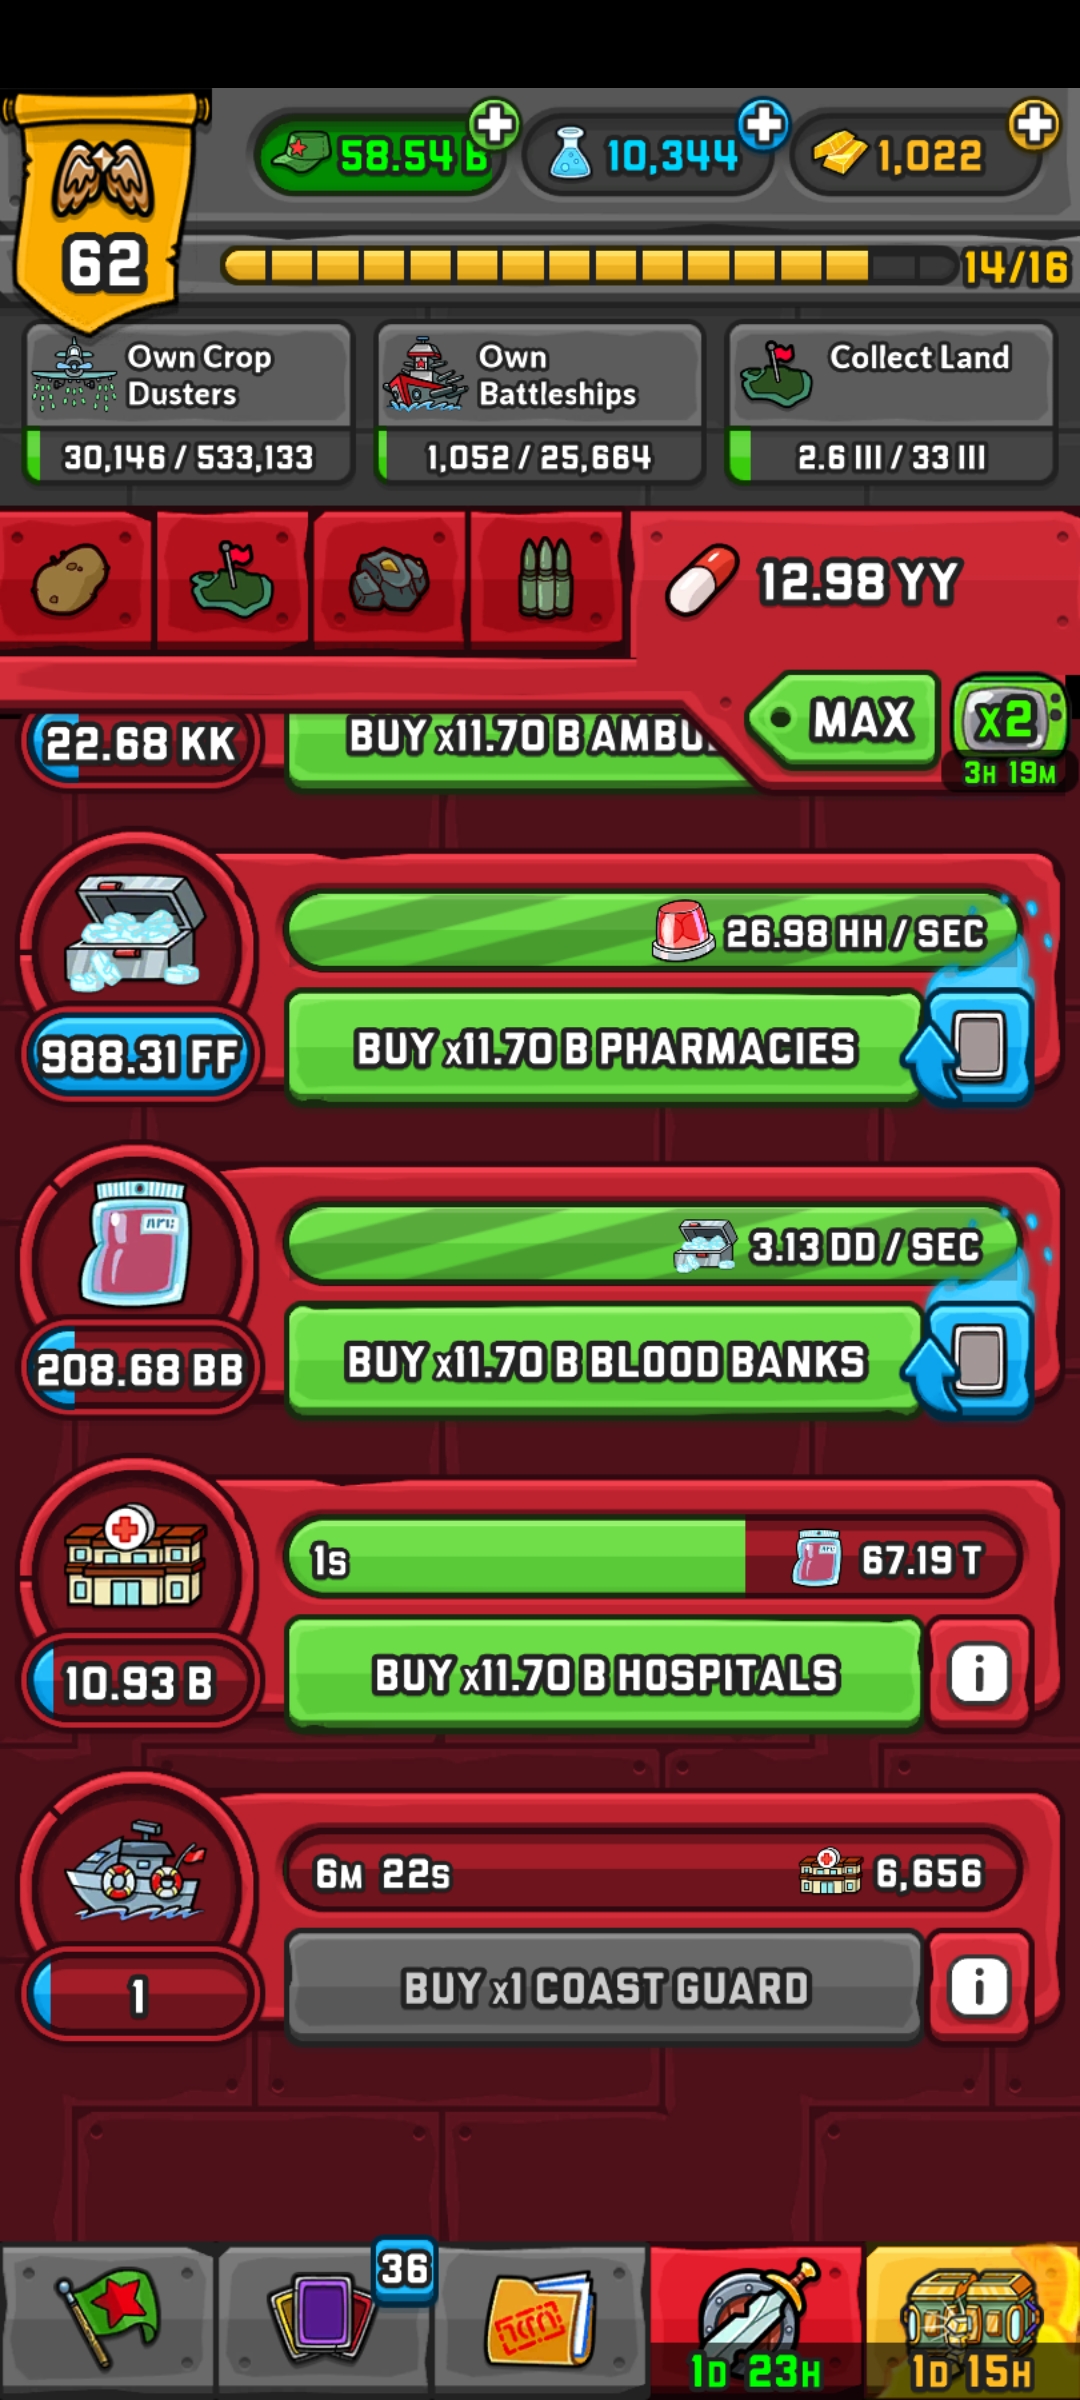 58.54 B
10,344
1,022
62
14/16
Own Crop
Dusters
30,146 / 533,133
Own
Battleships
1,052 / 25,664
Collect Land
2.6 III / 33 III
12.98 YY
MAX
x2
3H 19M
22.68 KK
BUY x11.70 B AMBU
26.98 HH / SEC
988.31 FF
BUY x11.70 B PHARMACIES
3.13 DD / SEC
208.68 BB
BUY x11.70 B BLOOD BANKS
1s
67.19 T
10.93 B
BUY x11.70 B HOSPITALS
i
6M 22s
6,656
1
BUY x1 COAST GUARD
i
36
1D 23H
1D 15H